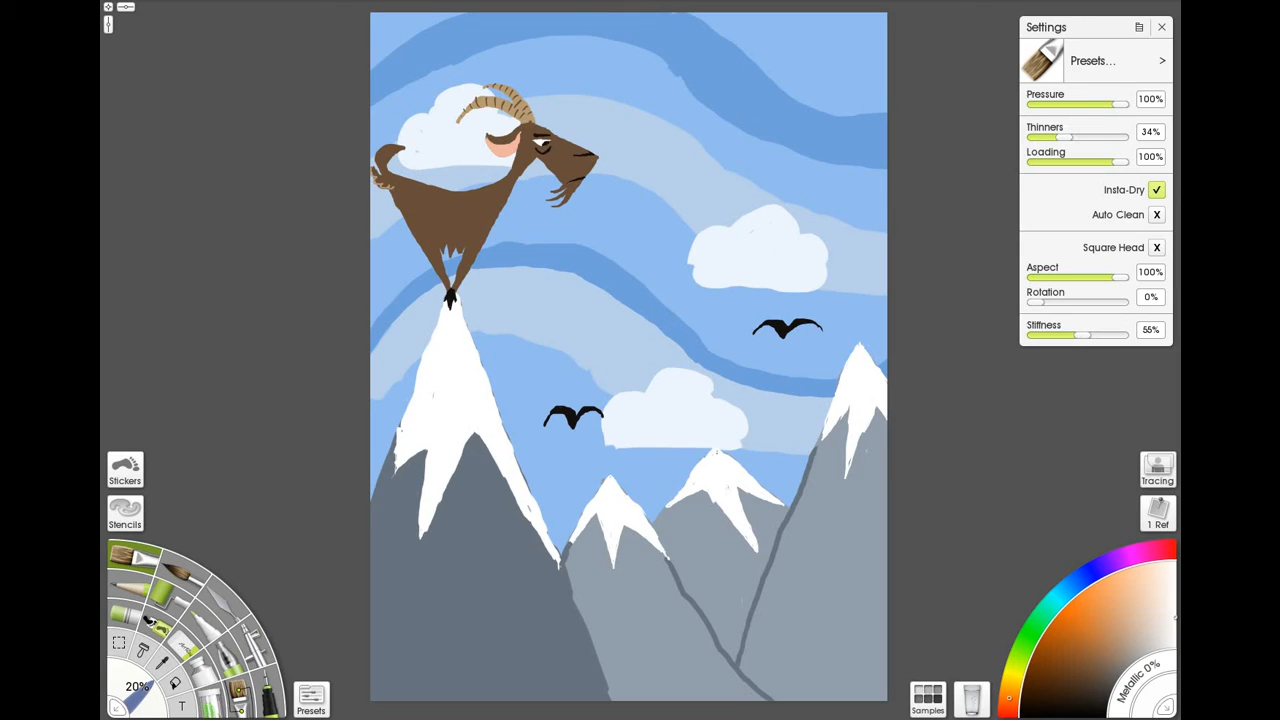 Settings
Presets... >
Pressure
100%
Thinners
34%
Loading
100%
Insta-Dry
Auto Clean X
Square Head X
Aspect
100%
Rotation
0%
Stiffness
55%
Stickers
Stencils
20%
T
Presets
Tracing
1 Ref
Metallic 0%
Samples